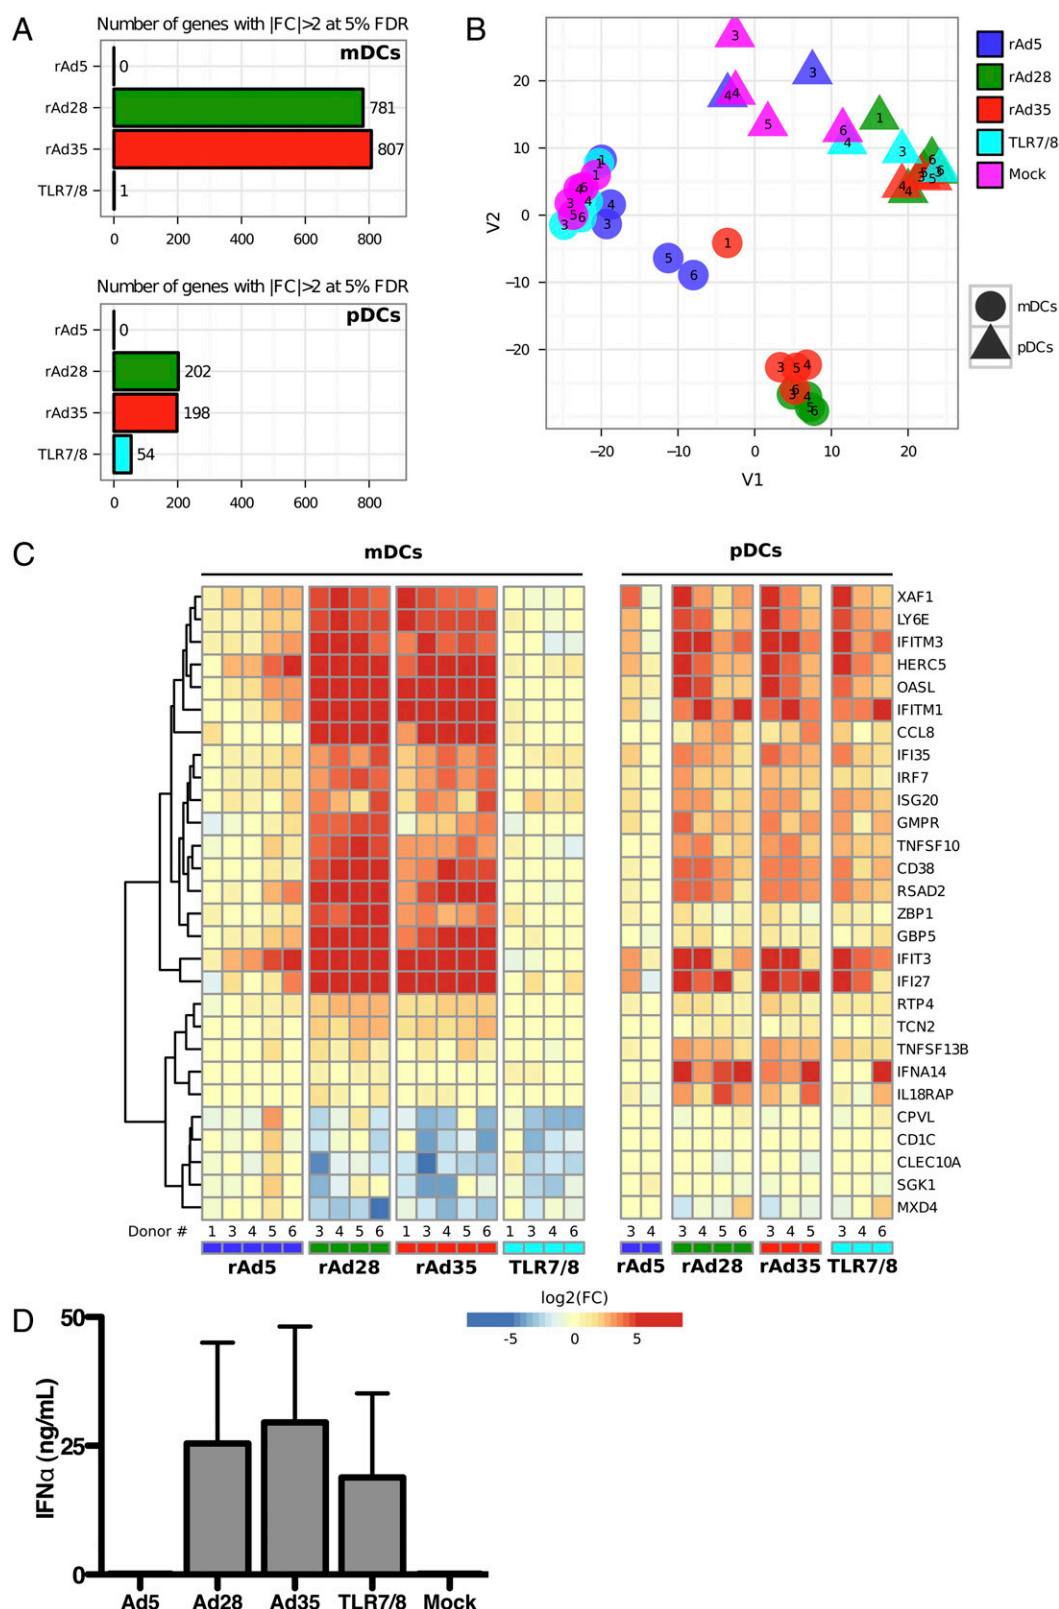 A
Number of genes with |FC|>2 at 5% FDR
mDCs
rAd5
0
rAd28
781
rAd35
807
TLR7/8
1
0 200 400 600 800
Number of genes with |FC|>2 at 5% FDR
pDCs
rAd5
0
rAd28
202
rAd35
198
TLR7/8
54
0 200 400 600 800
B
V2
20
10
0
−10
−20
−20 −10 0 10 20
V1
rAd5
rAd28
rAd35
TLR7/8
Mock
mDCs
pDCs
C
mDCs pDCs
XAF1
LY6E
IFITM3
HERC5
OASL
IFITM1
CCL8
IFI35
IRF7
ISG20
GMPR
TNFSF10
CD38
RSAD2
ZBP1
GBP5
IFIT3
IFI27
RTP4
TCN2
TNFSF13B
IFNA14
IL18RAP
CPVL
CD1C
CLEC10A
SGK1
MXD4
Donor # 1 3 4 5 6 3 4 5 6 1 3 4 5 6 1 3 4 6 3 4 3 4 5 6 3 4 5 3 4 6
rAd5 rAd28 rAd35 TLR7/8 rAd5 rAd28 rAd35 TLR7/8
log2(FC)
-5 0 5
D
IFNα (ng/mL)
50
25
0
Ad5 Ad28 Ad35 TLR7/8 Mock